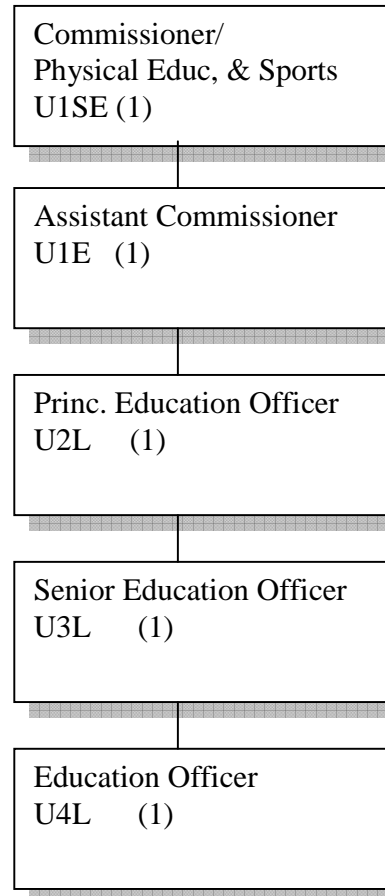 Commissioner/
Physical Educ, & Sports
U1SE (1)
Assistant Commissioner
U1E (1)
Princ. Education Officer
U2L (1)
Senior Education Officer
U3L (1)
Education Officer
U4L (1)